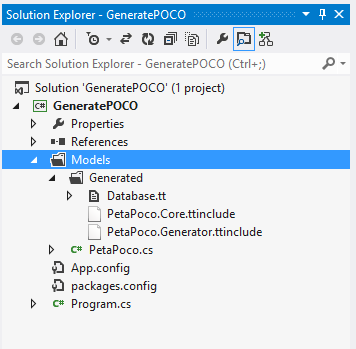 Solution Explorer - GeneratePOCO
Search Solution Explorer - GeneratePOCO (Ctrl+;)
Solution 'GeneratePOCO' (1 project)
C# GeneratePOCO
Properties
References
Models
Generated
Database.tt
PetaPoco.Core.ttinclude
PetaPoco.Generator.ttinclude
C# PetaPoco.cs
App.config
packages.config
C# Program.cs